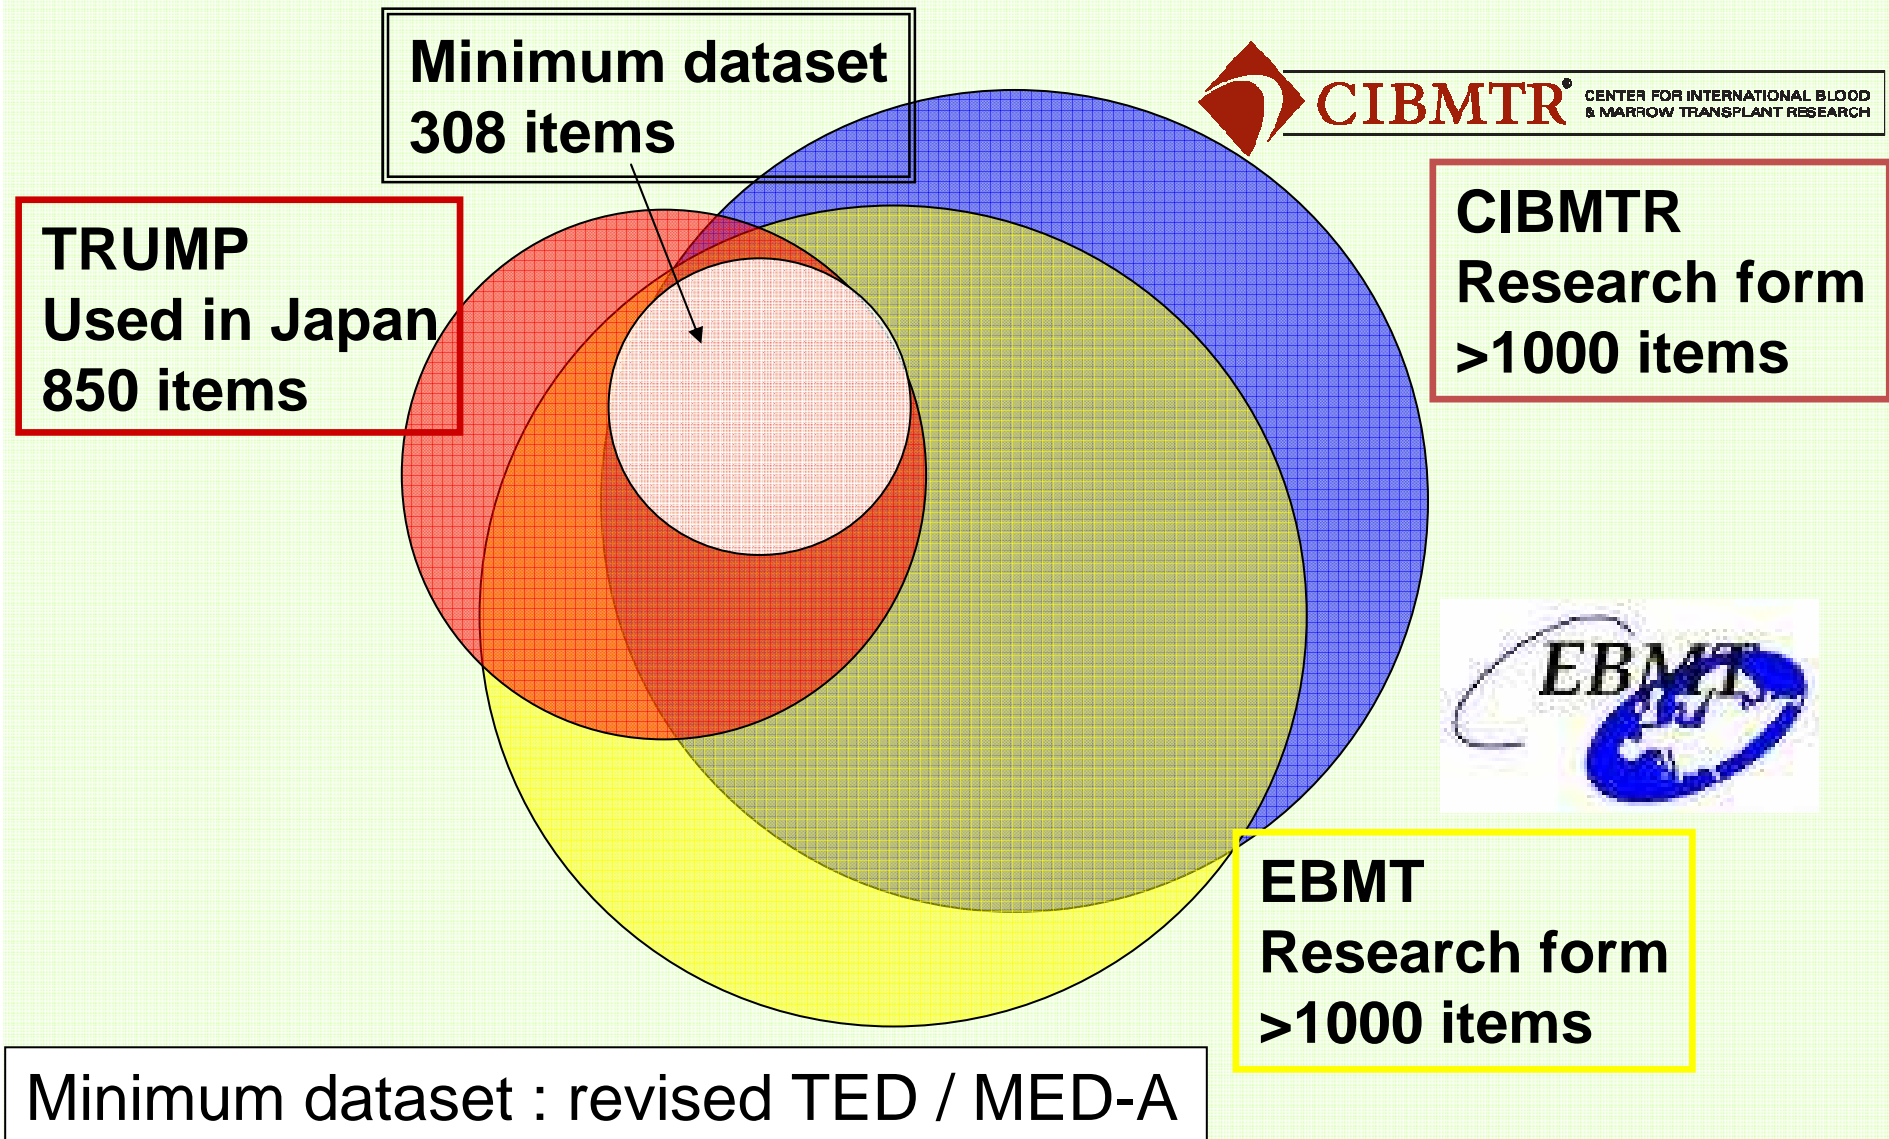 Minimum dataset
308 items
CIBMTR®
CENTER FOR INTERNATIONAL BLOOD
& MARROW TRANSPLANT RESEARCH
TRUMP
Used in Japan
850 items
CIBMTR
Research form
>1000 items
EBMT
EBMT
Research form
>1000 items
Minimum dataset : revised TED / MED-A